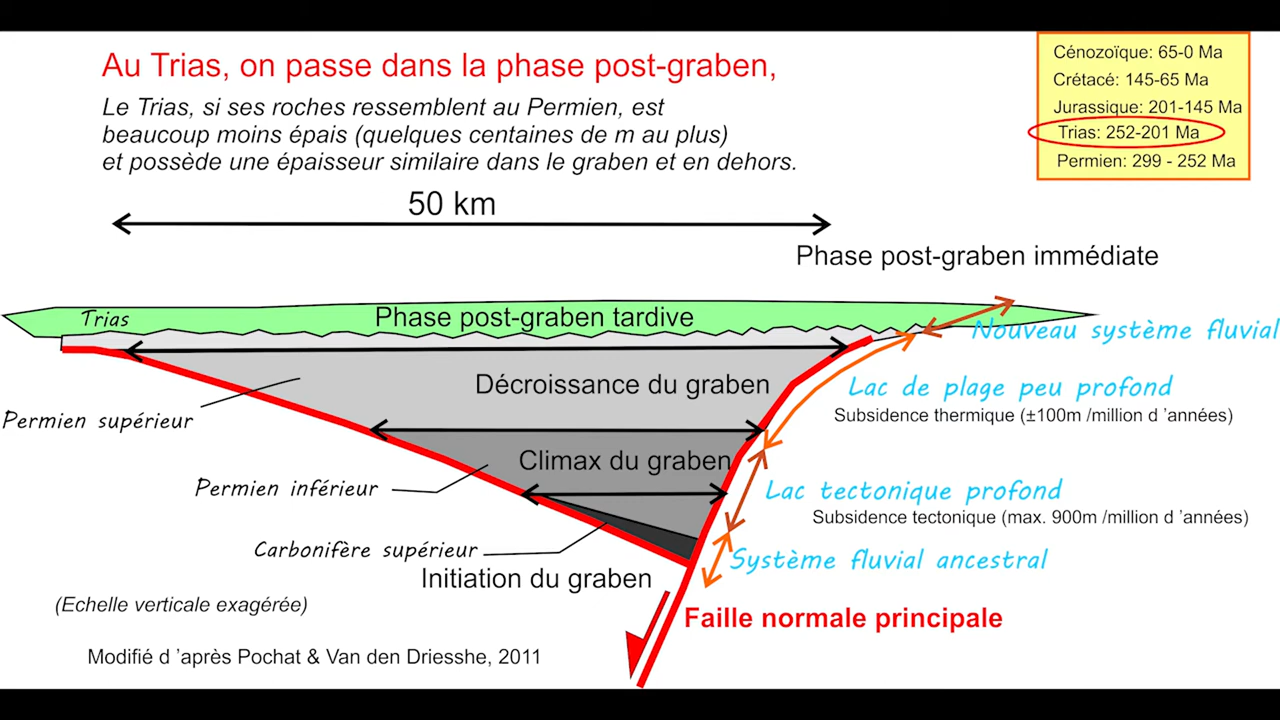 Au Trias, on passe dans la phase post-graben,
Le Trias, si ses roches ressemblent au Permien, est
beaucoup moins épais (quelques centaines de m au plus)
et possède une épaisseur similaire dans le graben et en dehors.
Cénozoïque: 65-0 Ma
Crétacé: 145-65 Ma
Jurassique: 201-145 Ma
Trias: 252-201 Ma
Permien: 299 - 252 Ma
50 km
Phase post-graben immédiate
Trias
Phase post-graben tardive
Nouveau système fluvial
Décroissance du graben
Lac de plage peu profond
Subsidence thermique (±100m /million d ’années)
Permien supérieur
Climax du graben
Permien inférieur
Lac tectonique profond
Subsidence tectonique (max. 900m /million d ’années)
Carbonifère supérieur
Système fluvial ancestral
Initiation du graben
(Echelle verticale exagérée)
Faille normale principale
Modifié d ’après Pochat & Van den Driesshe, 2011